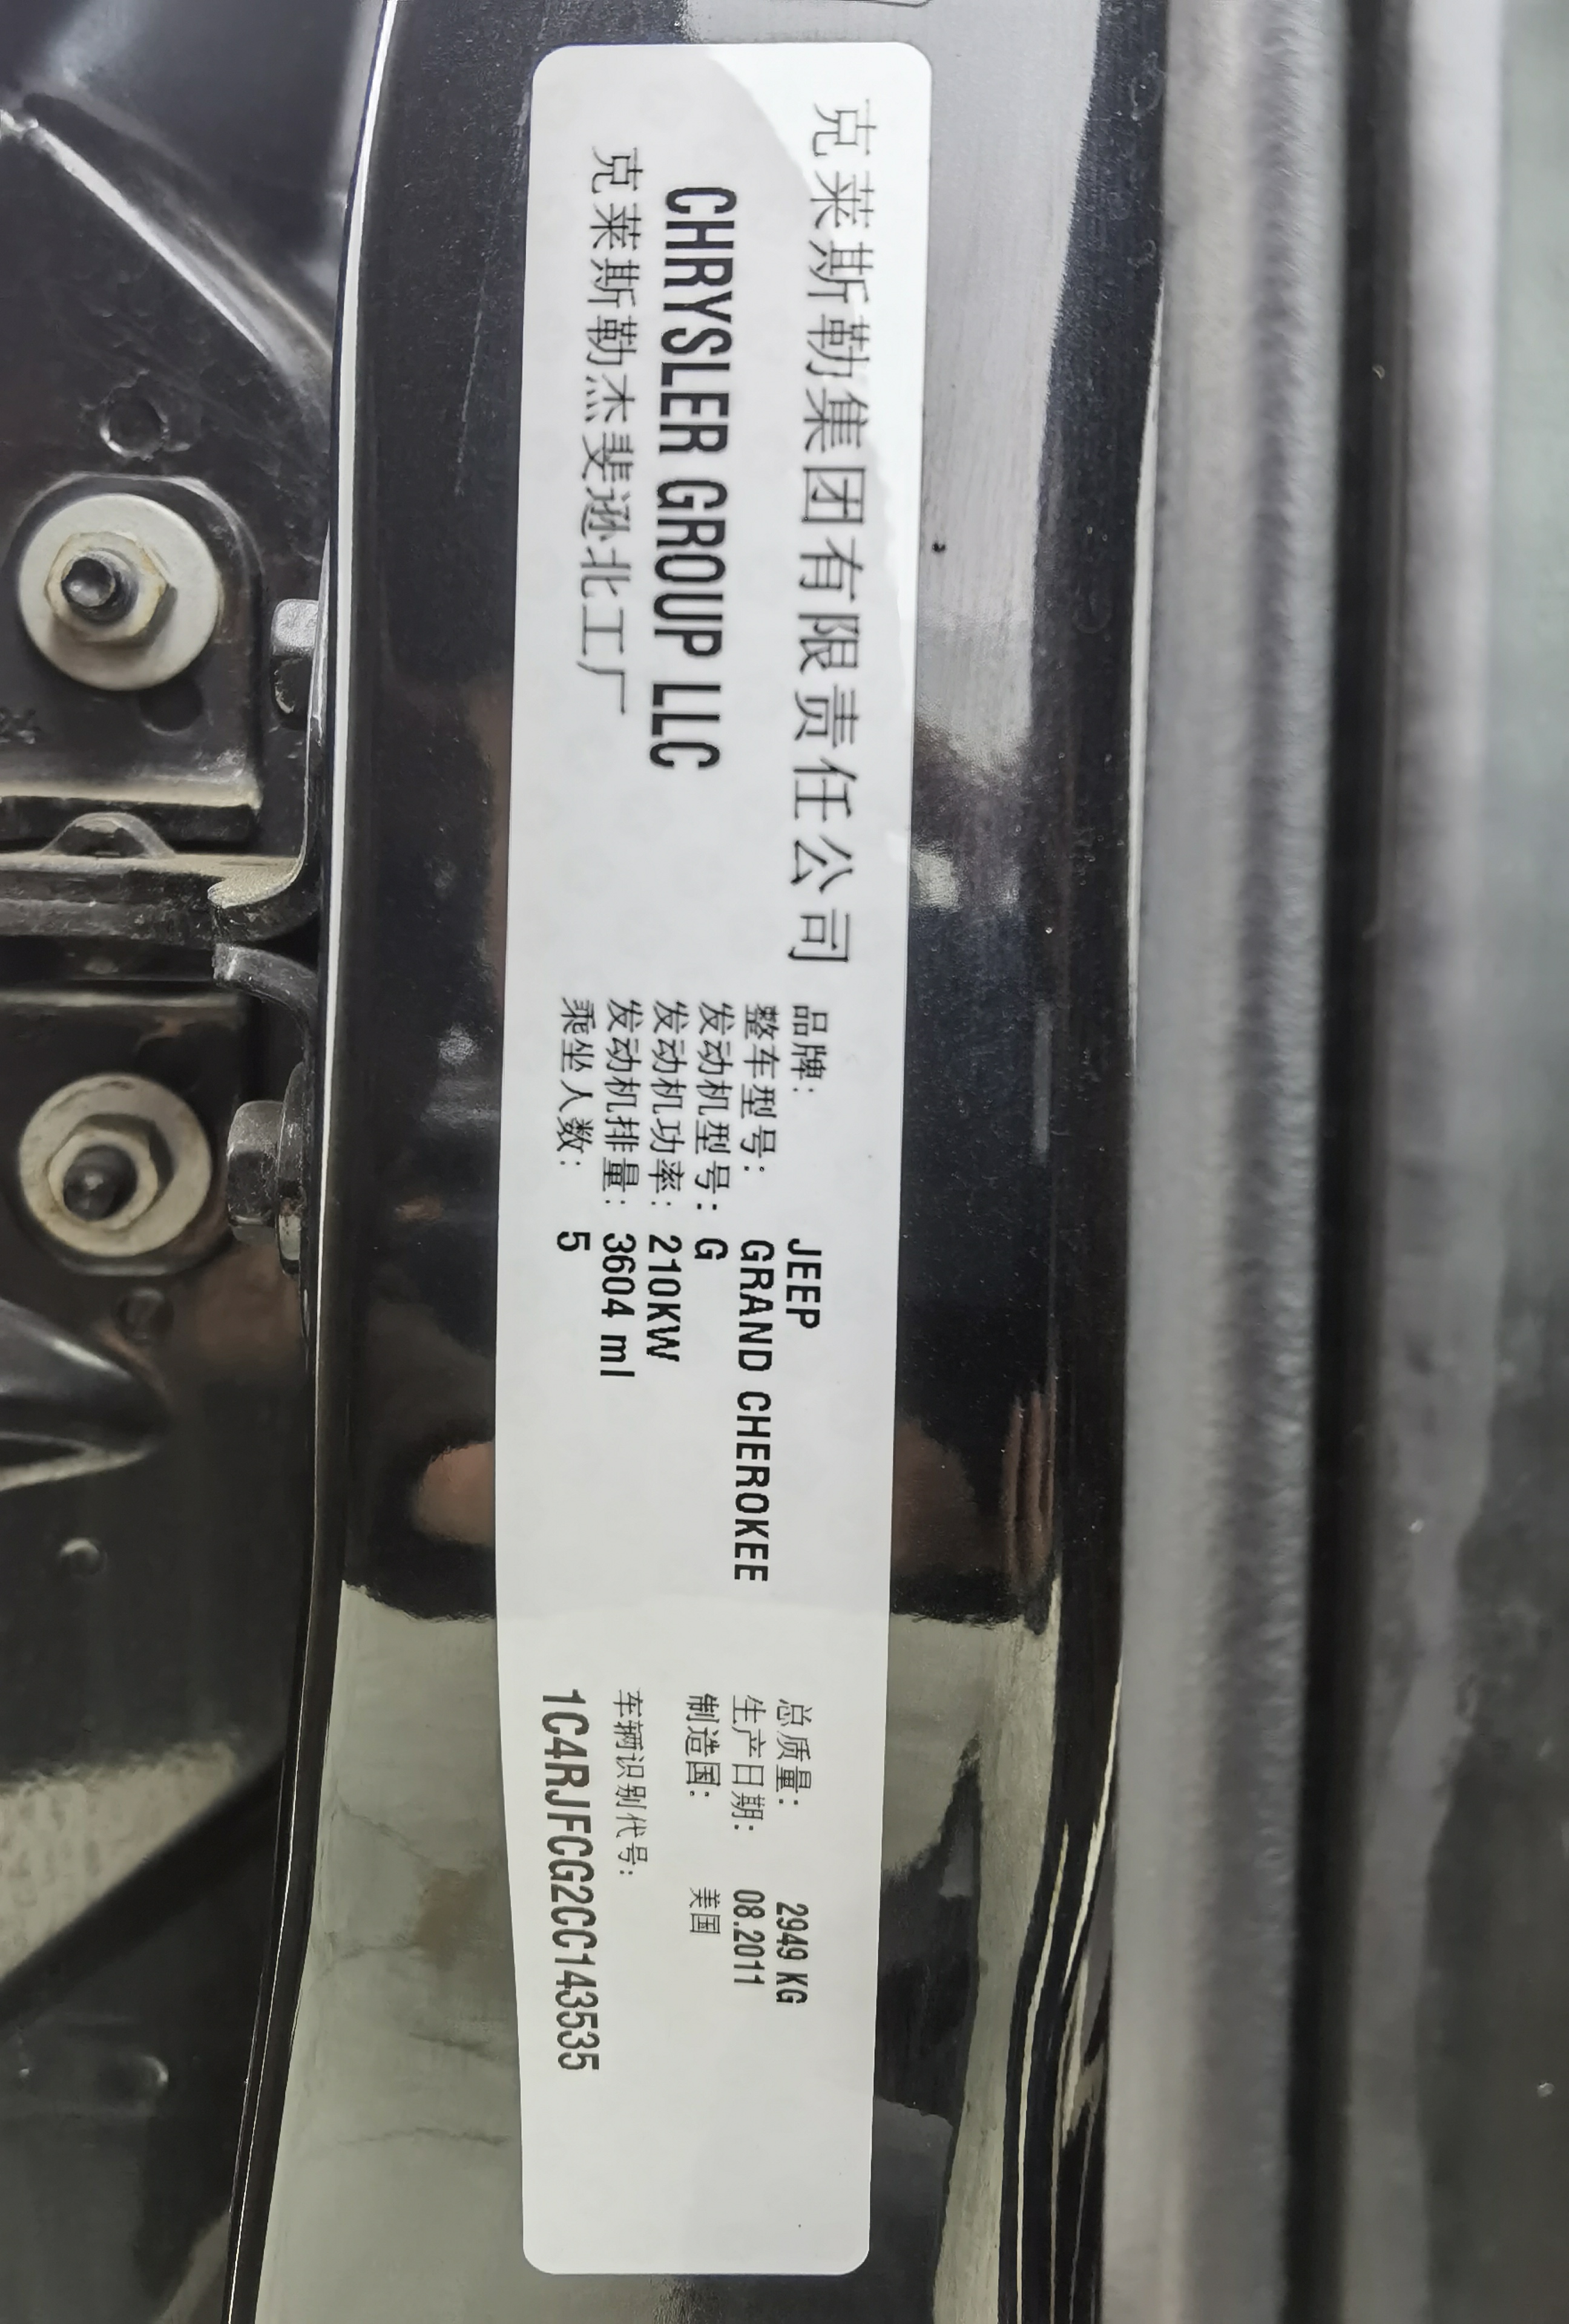 克莱斯勒集团有限责任公司
CHRYSLER GROUP LLC
克莱斯勒杰斐逊北工厂
品牌: JEEP
整车型号: GRAND CHEROKEE
发动机型号: G
发动机功率: 210KW
发动机排量: 3604 ml
乘坐人数: 5
总质量: 2949 KG
生产日期: 08.2011
制造国: 美国
车辆识别代号:
1C4RJFCG2CC143535